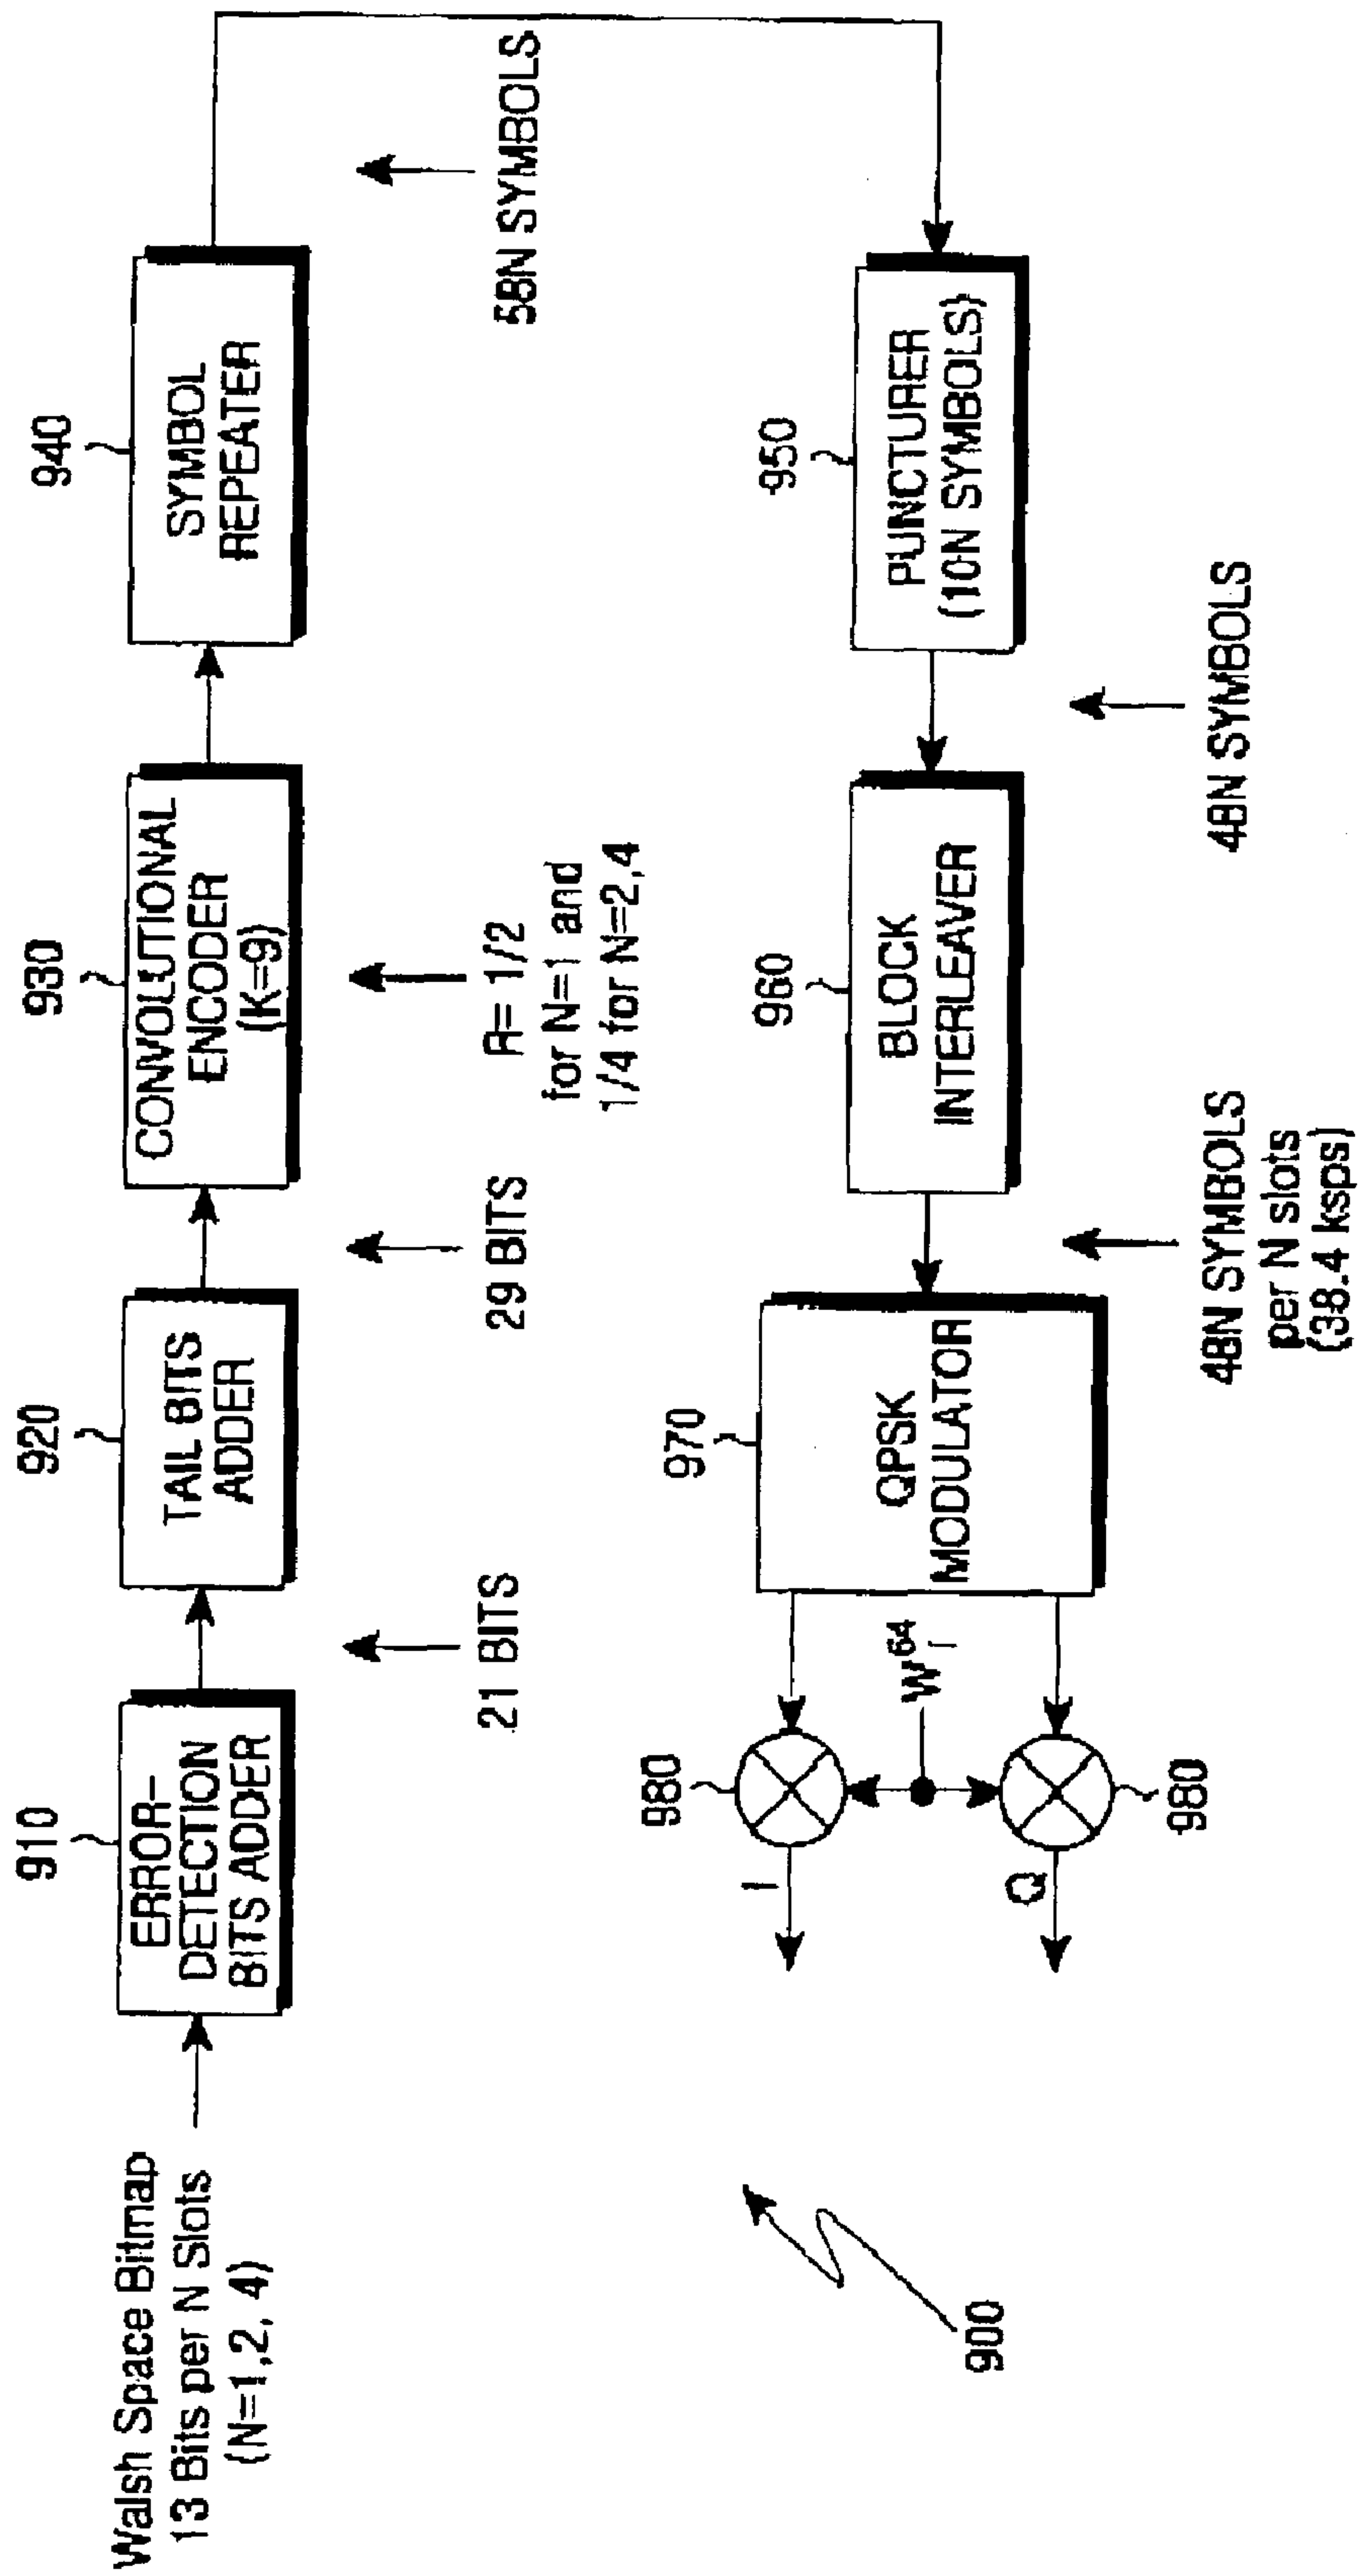 Walsh Space Bitmap
13 Bits per N Slots
(N=1,2, 4)
910
ERROR-
DETECTION
BITS ADDER
21 BITS
920
TAIL BITS
ADDER
29 BITS
930
CONVOLUTIONAL
ENCODER
(K=9)
R= 1/2
for N=1 and
1/4 for N=2,4
940
SYMBOL
REPEATER
58N SYMBOLS
950
PUNCTURER
(10N SYMBOLS)
48N SYMBOLS
960
BLOCK
INTERLEAVER
48N SYMBOLS
per N slots
(38.4 ksps)
970
QPSK
MODULATOR
W64
i
980
980
I
Q
900